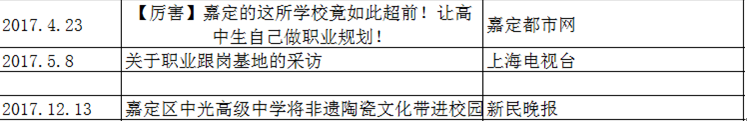 2017.4.23 【厉害】嘉定的这所学校竟如此超前！让高中生自己做职业规划！ 嘉定都市网
2017.5.8 关于职业跟岗基地的采访 上海电视台
2017.12.13 嘉定区中光高级中学将非遗陶瓷文化带进校园 新民晚报